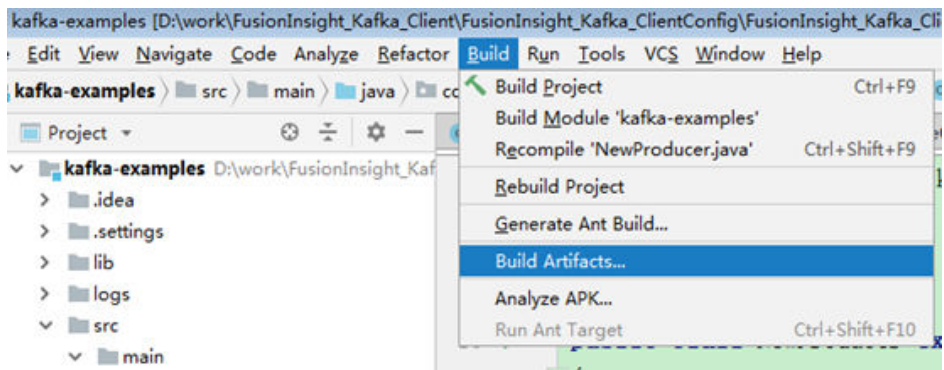 kafka-examples [D:\work\FusionInsight_Kafka_Client\FusionInsight_Kafka_ClientConfig\FusionInsight_Kafka_Cli
Edit View Navigate Code Analyze Refactor Build Run Tools VCS Window Help
kafka-examples src main java
Project
kafka-examples D:\work\FusionInsight_Kaf
.idea
.settings
lib
logs
src
main
Build Project Ctrl+F9
Build Module 'kafka-examples'
Recompile 'NewProducer.java' Ctrl+Shift+F9
Rebuild Project
Generate Ant Build...
Build Artifacts...
Analyze APK...
Run Ant Target Ctrl+Shift+F10